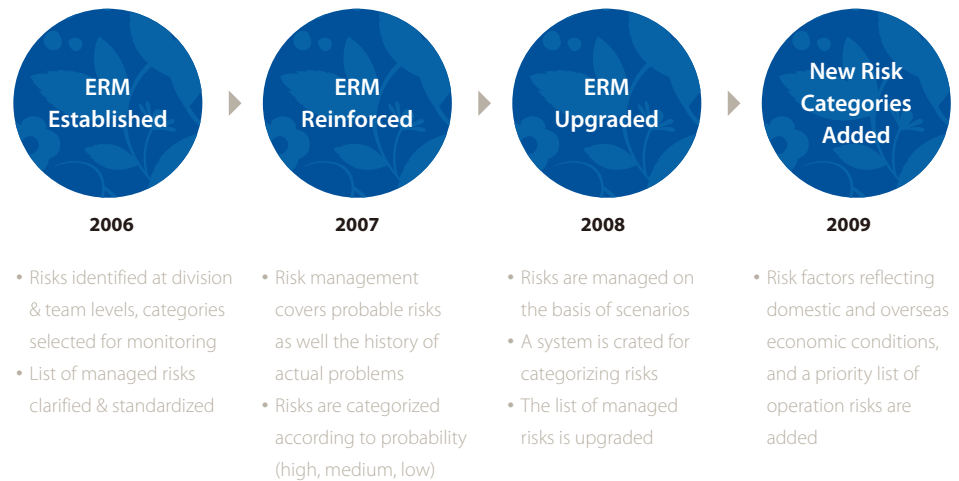 ERM
Established
ERM
Reinforced
ERM
Upgraded
New Risk
Categories
Added
2006
2007
2008
2009
• Risks identified at division
& team levels, categories
selected for monitoring
• List of managed risks
clarified & standardized
• Risk management
covers probable risks
as well the history of
actual problems
• Risks are categorized
according to probability
(high, medium, low)
• Risks are managed on
the basis of scenarios
• A system is crated for
categorizing risks
• The list of managed
risks is upgraded
• Risk factors reflecting
domestic and overseas
economic conditions,
and a priority list of
operation risks are
added